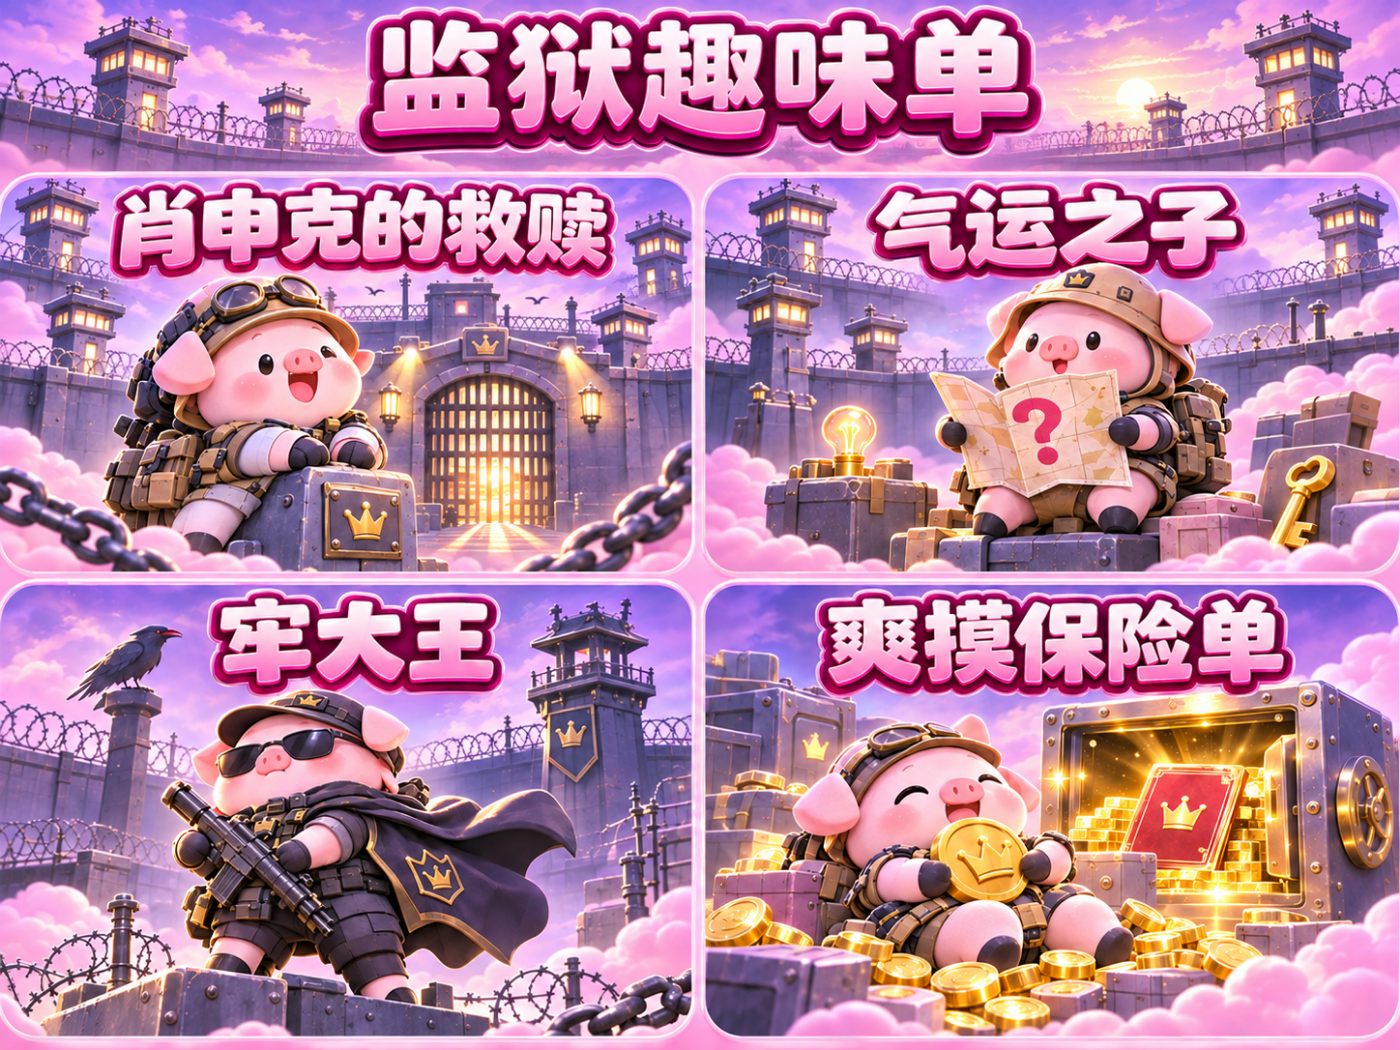 监狱趣味单
肖申克的救赎
气运之子
?
牢大王
爽摸保险单